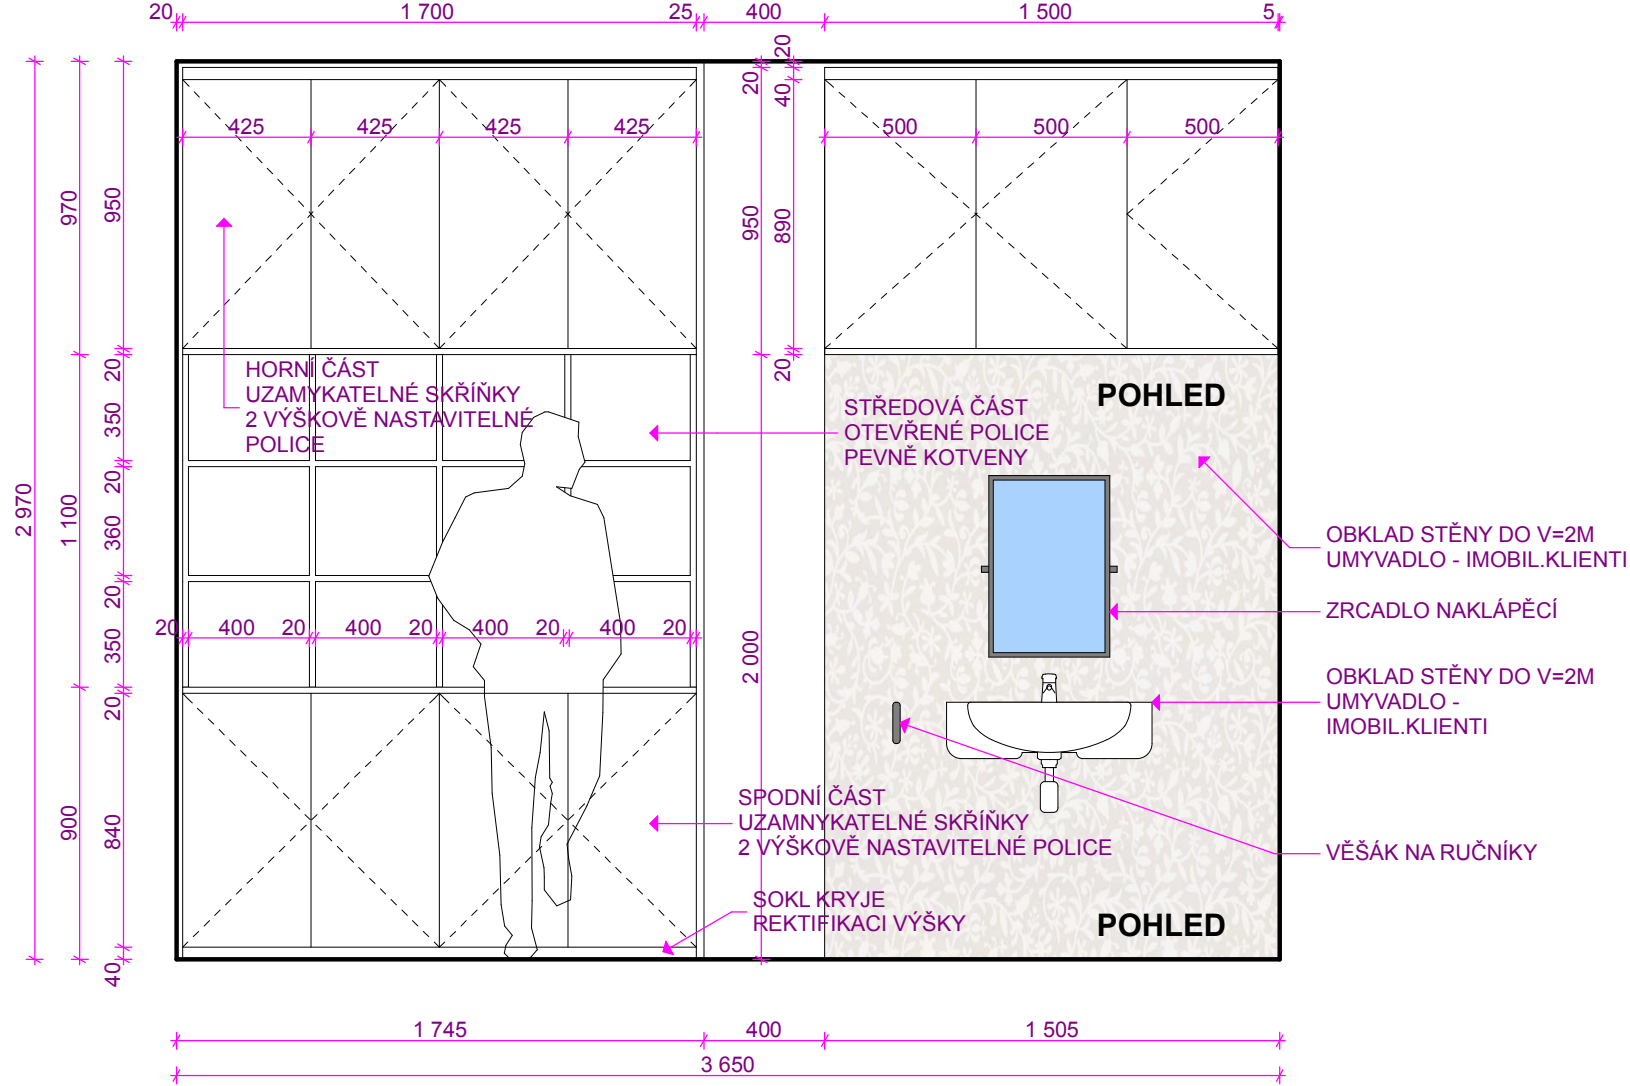 20 1 700 25 400 1 500 5
20
20
40
425 425 425 425 500 500 500
970 950 950 890
HORNÍ ČÁST
UZAMYKATELNÉ SKŘÍŇKY
2 VÝŠKOVĚ NASTAVITELNÉ
POLICE
20
350
20
POHLED
STŘEDOVÁ ČÁST
OTEVŘENÉ POLICE
PEVNĚ KOTVENY
2 970
1 100
20
360
20
350
OBKLAD STĚNY DO V=2M
UMYVADLO - IMOBIL.KLIENTI
ZRCADLO NAKLÁPĚCÍ
20 400 20 400 20 400 20 400 20
2 000
OBKLAD STĚNY DO V=2M
UMYVADLO -
IMOBIL.KLIENTI
20
900
840
SPODNÍ ČÁST
UZAMNYKATELNÉ SKŘÍŇKY
2 VÝŠKOVĚ NASTAVITELNÉ POLICE
VĚŠÁK NA RUČNÍKY
SOKL KRYJE
REKTIFIKACI VÝŠKY
POHLED
40
1 745 400 1 505
3 650